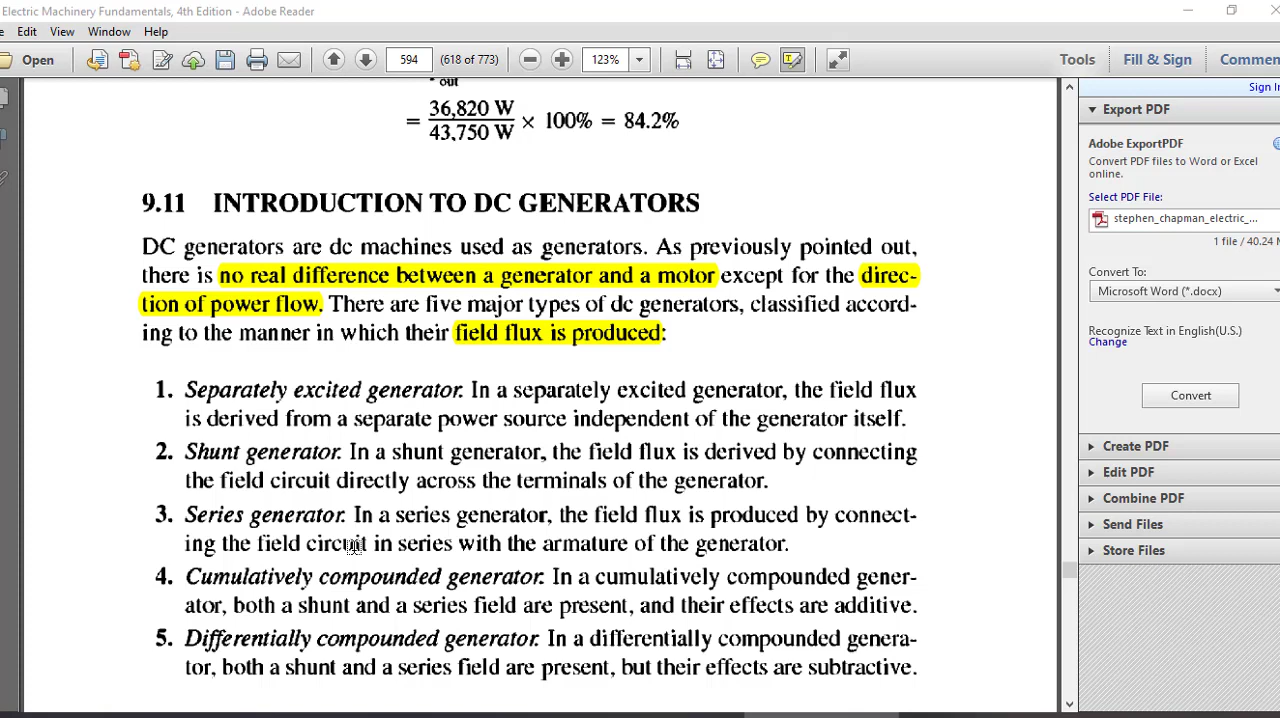 Electric Machinery Fundamentals, 4th Edition - Adobe Reader
Edit View Window Help
Open 594 (618 of 773) 123% Tools Fill & Sign Commen
Sign In
out
= 36,820 W / 43,750 W × 100% = 84.2%
9.11 INTRODUCTION TO DC GENERATORS
DC generators are dc machines used as generators. As previously pointed out,
there is no real difference between a generator and a motor except for the direc-
tion of power flow. There are five major types of dc generators, classified accord-
ing to the manner in which their field flux is produced:
1. Separately excited generator. In a separately excited generator, the field flux
is derived from a separate power source independent of the generator itself.
2. Shunt generator. In a shunt generator, the field flux is derived by connecting
the field circuit directly across the terminals of the generator.
3. Series generator. In a series generator, the field flux is produced by connect-
ing the field circuit in series with the armature of the generator.
4. Cumulatively compounded generator. In a cumulatively compounded gener-
ator, both a shunt and a series field are present, and their effects are additive.
5. Differentially compounded generator. In a differentially compounded genera-
tor, both a shunt and a series field are present, but their effects are subtractive.
Export PDF
Adobe ExportPDF
Convert PDF files to Word or Excel
online.
Select PDF File:
stephen_chapman_electric_...
1 file / 40.24 M
Convert To:
Microsoft Word (*.docx)
Recognize Text in English(U.S.)
Change
Convert
Create PDF
Edit PDF
Combine PDF
Send Files
Store Files